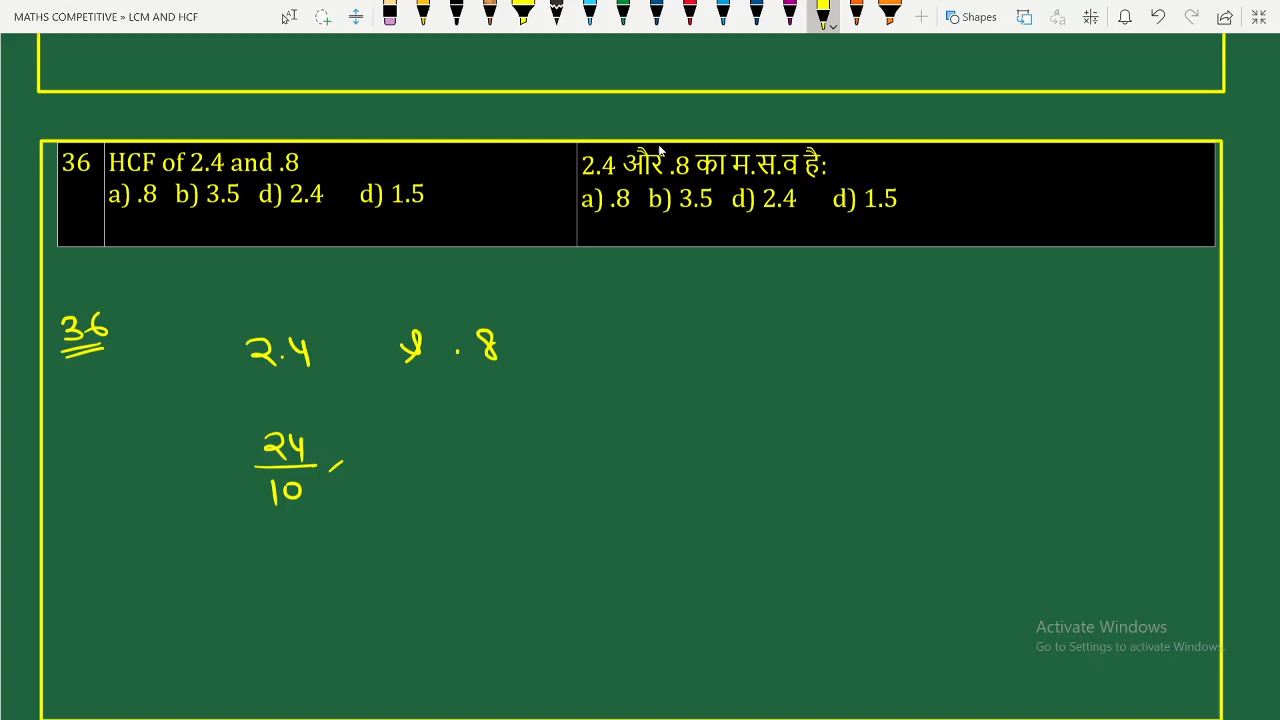 MATHS COMPETITIVE » LCM AND HCF
Shapes
36
HCF of 2.4 and .8
a) .8 b) 3.5 d) 2.4 d) 1.5
2.4 और .8 का म.स.व है:
a) .8 b) 3.5 d) 2.4 d) 1.5
36
2.4 & .8
24
10
,
Activate Windows
Go to Settings to activate Windows.